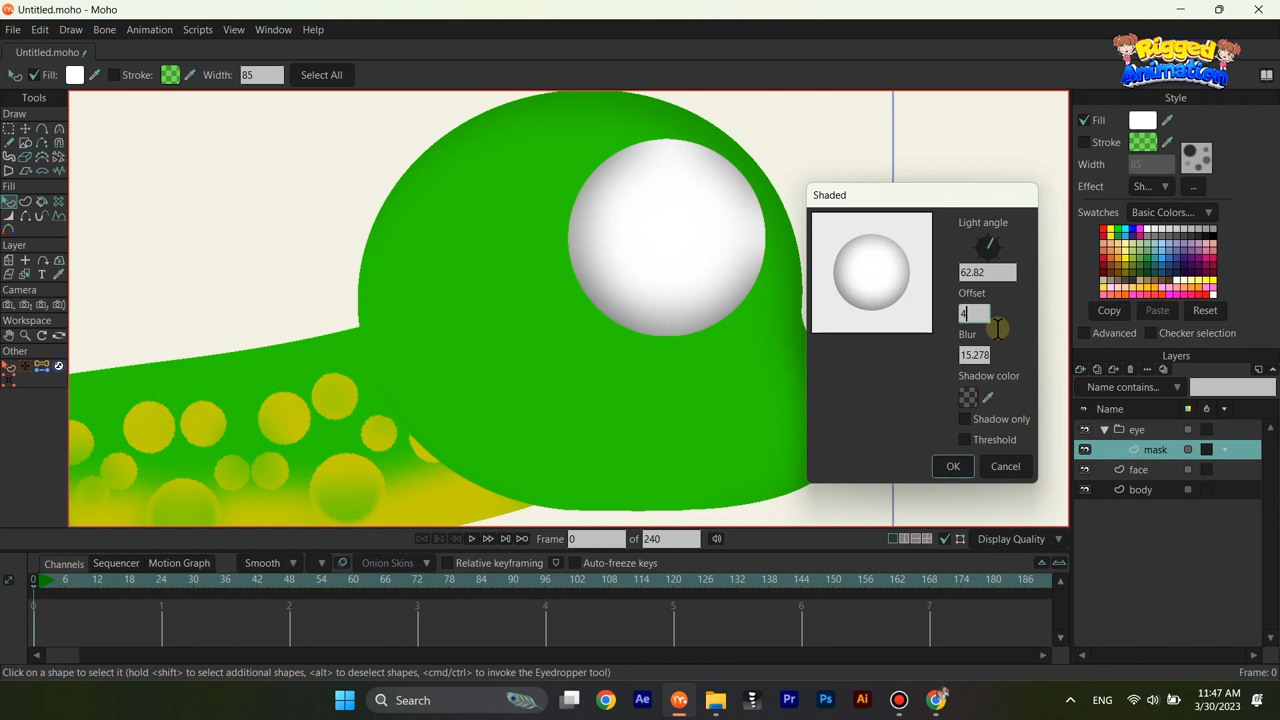 Untitled.moho - Moho
File Edit Draw Bone Animation Scripts View Window Help
Untitled.moho
Rigged
Animation
Fill: Stroke: Width: 85 Select All
Tools
Draw
Fill
Layer
Camera
Workspace
Other
Style
Fill
Stroke
Width 85
Effect Sh... ...
Swatches Basic Colors....
Copy Paste Reset
Advanced Checker selection
Layers
Name contains...
Name
eye
mask
face
body
Shaded
Light angle
62.82
Offset
4
Blur
15.278
Shadow color
Shadow only
Threshold
OK Cancel
Frame 0 of 240 Display Quality
Channels Sequencer Motion Graph Smooth Onion Skins Relative keyframing Auto-freeze keys
0 6 12 18 24 30 36 42 48 54 60 66 72 78 84 90 96 102 108 114 120 126 132 138 144 150 156 162 168 174 180 186
0 1 2 3 4 5 6 7
Click on a shape to select it (hold <shift> to select additional shapes, <alt> to deselect shapes, <cmd/ctrl> to invoke the Eyedropper tool) Frame: 0
Search
Ae
Pr
Ps
Ai
ENG
11:47 AM
3/30/2023